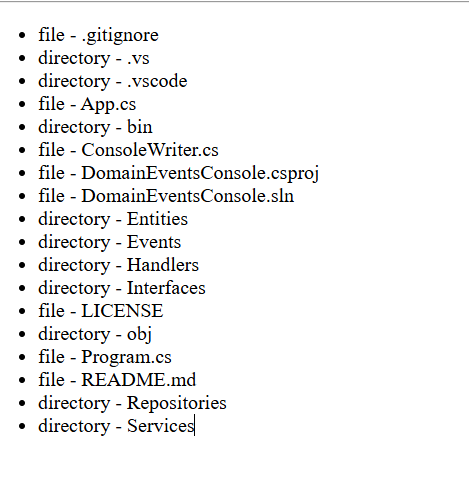 • file - .gitignore
• directory - .vs
• directory - .vscode
• file - App.cs
• directory - bin
• file - ConsoleWriter.cs
• file - DomainEventsConsole.csproj
• file - DomainEventsConsole.sln
• directory - Entities
• directory - Events
• directory - Handlers
• directory - Interfaces
• file - LICENSE
• directory - obj
• file - Program.cs
• file - README.md
• directory - Repositories
• directory - Services